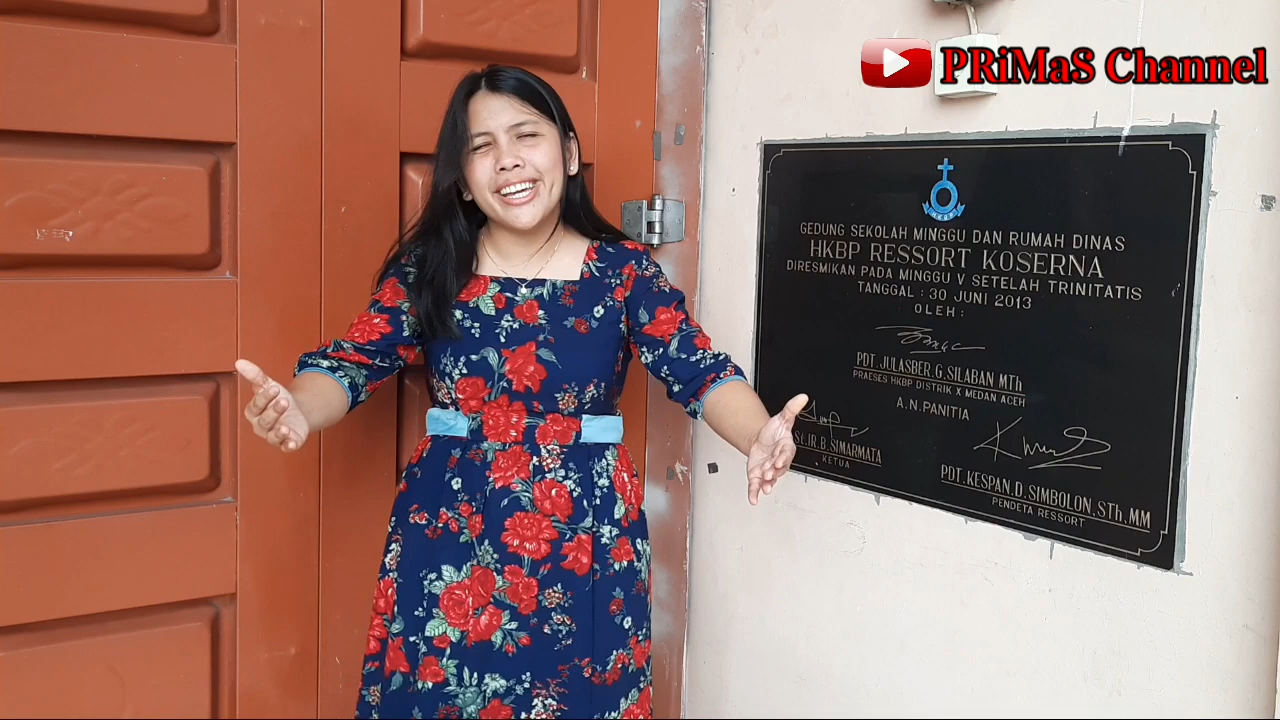 PRiMaS Channel
GEDUNG SEKOLAH MINGGU DAN RUMAH DINAS
HKBP RESSORT KOSERNA
DIRESMIKAN PADA MINGGU V SETELAH TRINITATIS
TANGGAL : 30 JUNI 2013
OLEH :
PDT. JULASBER. G. SILABAN MTh
PRAESES HKBP DISTRIK X MEDAN ACEH
A.N. PANITIA
St. IR. B. SIMARMATA
KETUA
PDT. KESPAN. D. SIMBOLON, STh, MM
PENDETA RESSORT